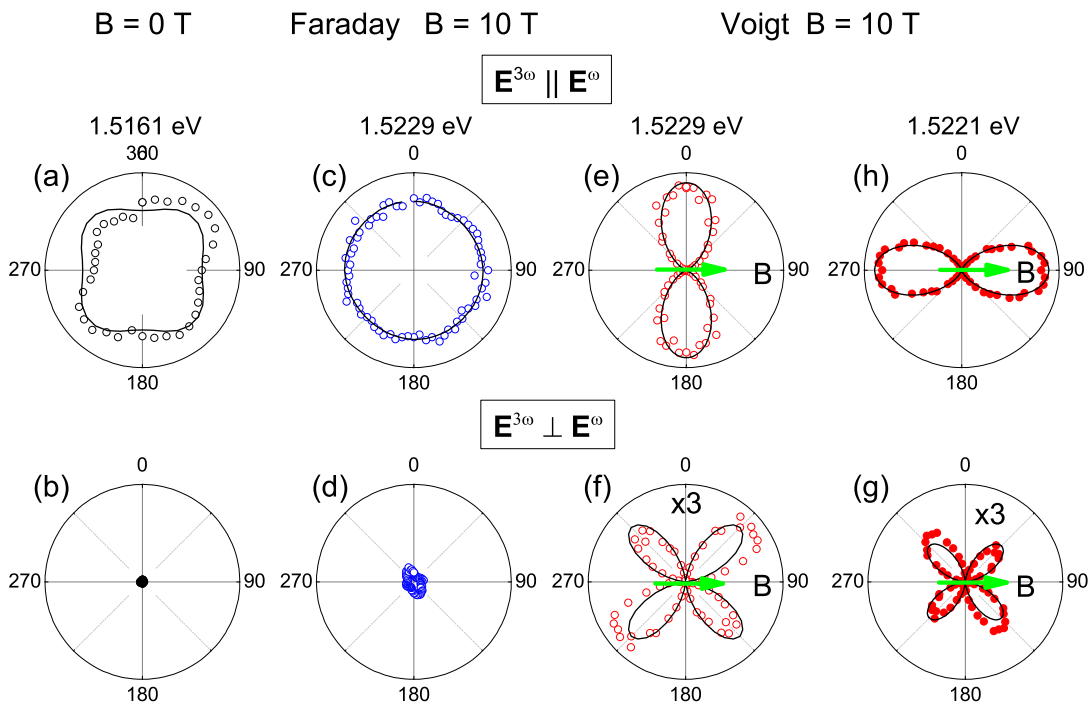 B = 0 T Faraday B = 10 T Voigt B = 10 T
E³ω || Eω
1.5161 eV 1.5229 eV 1.5229 eV 1.5221 eV
(a) 90 180 270
(c) 0 90 180 270
(e) 0 90 180 270 B
(h) 0 90 180 270 B
E³ω ⊥ Eω
(b) 0 90 180 270
(d) 0 90 180 270
(f) 0 x3 90 180 270 B
(g) 0 x3 90 180 270 B